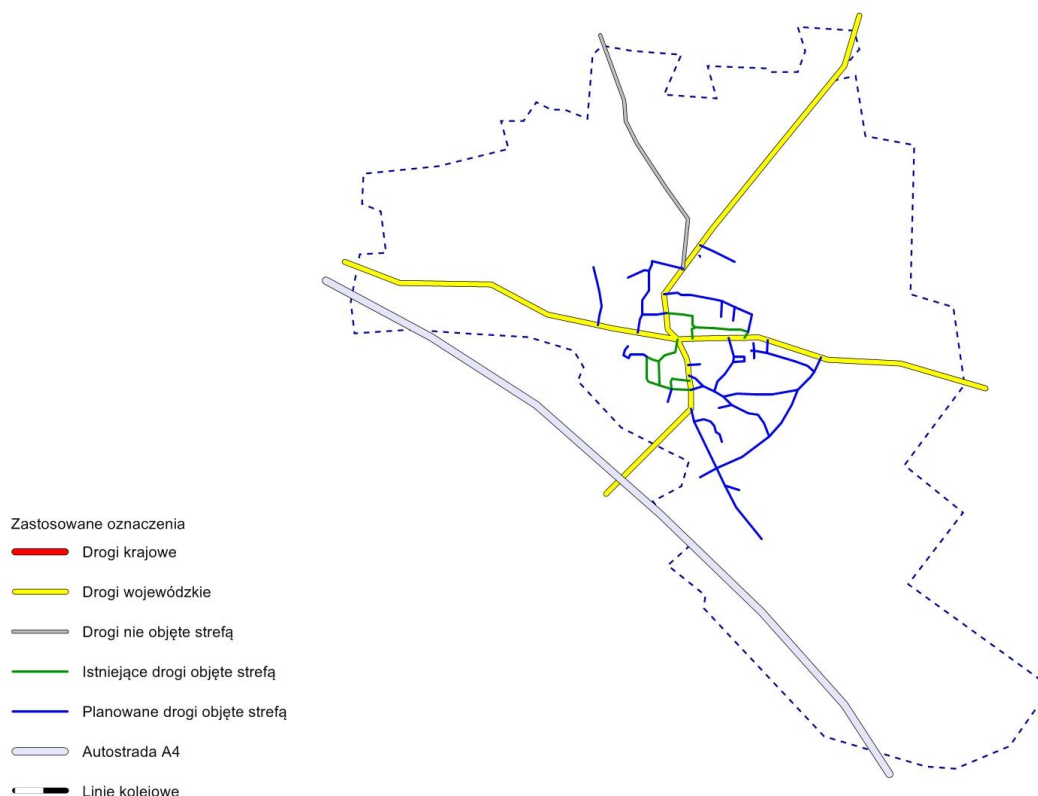 Zastosowane oznaczenia
Drogi krajowe
Drogi wojewódzkie
Drogi nie objęte strefą
Istniejące drogi objęte strefą
Planowane drogi objęte strefą
Autostrada A4
Linie kolejowe